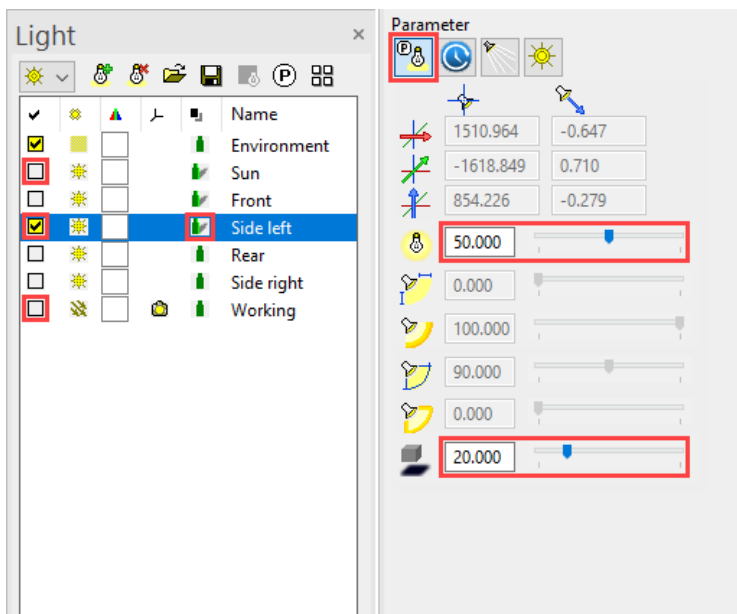 Light ×
Name
Environment
Sun
Front
Side left
Rear
Side right
Working
Parameter
1510.964 -0.647
-1618.849 0.710
854.226 -0.279
50.000
0.000
100.000
90.000
0.000
20.000